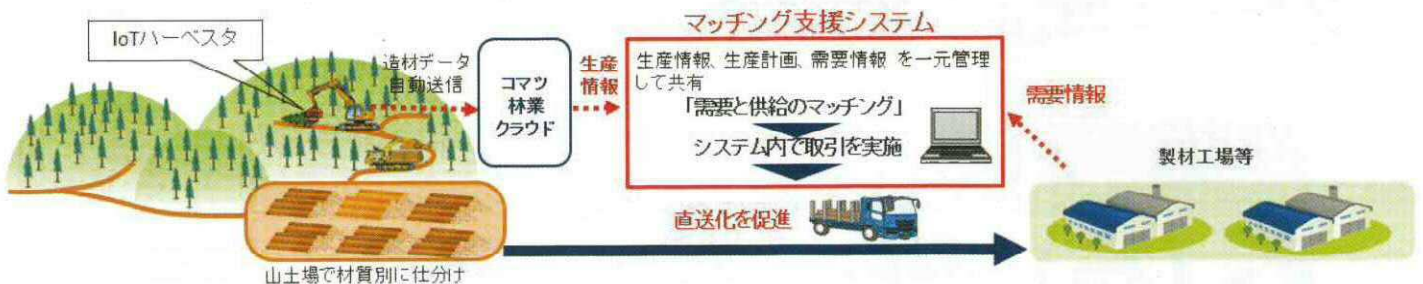 マッチング支援システム
IoTハーベスタ
造材データ
自動送信
コマツ
林業
クラウド
生産
情報
生産情報、生産計画、需要情報 を一元管理
して共有
「需要と供給のマッチング」
システム内で取引を実施
需要情報
製材工場等
直送化を促進
山土場で材質別に仕分け